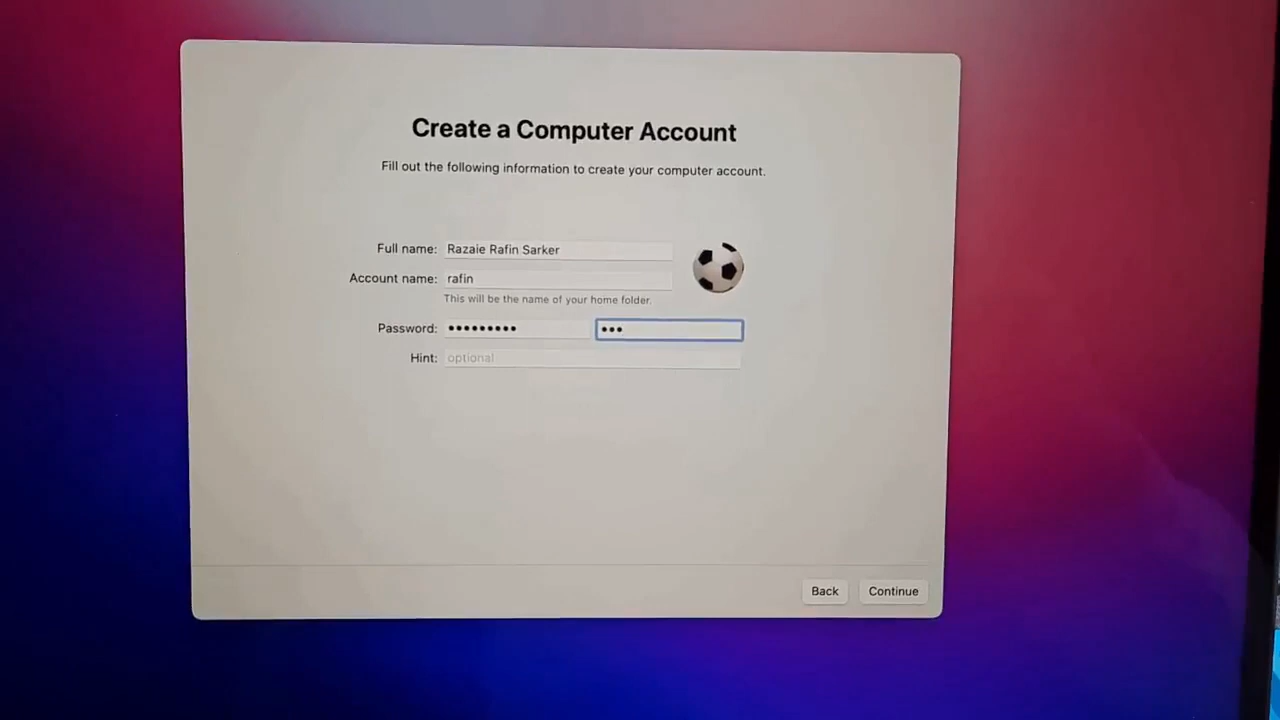 Create a Computer Account
Fill out the following information to create your computer account.
Full name: Razaie Rafin Sarker
Account name: rafin
This will be the name of your home folder.
Password: ••••••••• •••
Hint: optional
Back Continue